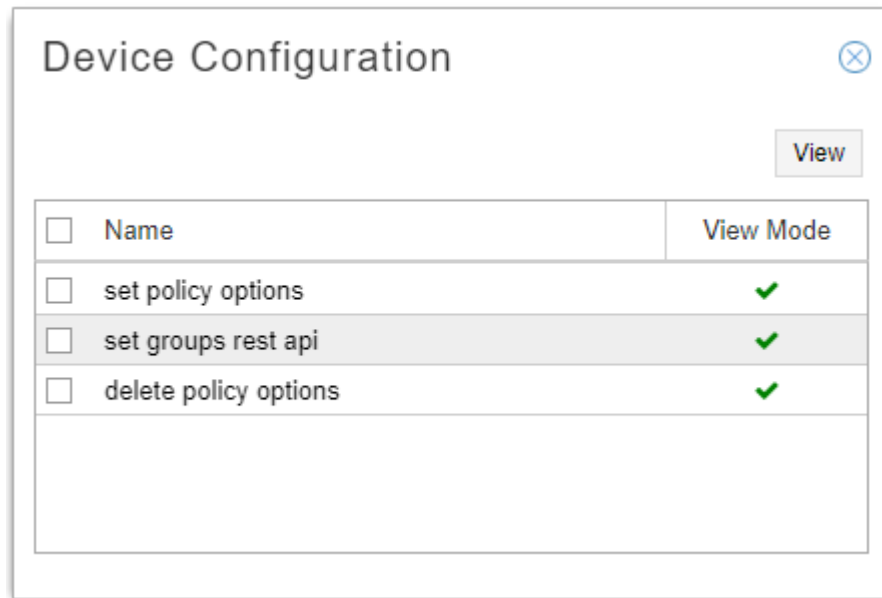 Device Configuration
View
Name View Mode
set policy options
set groups rest api
delete policy options